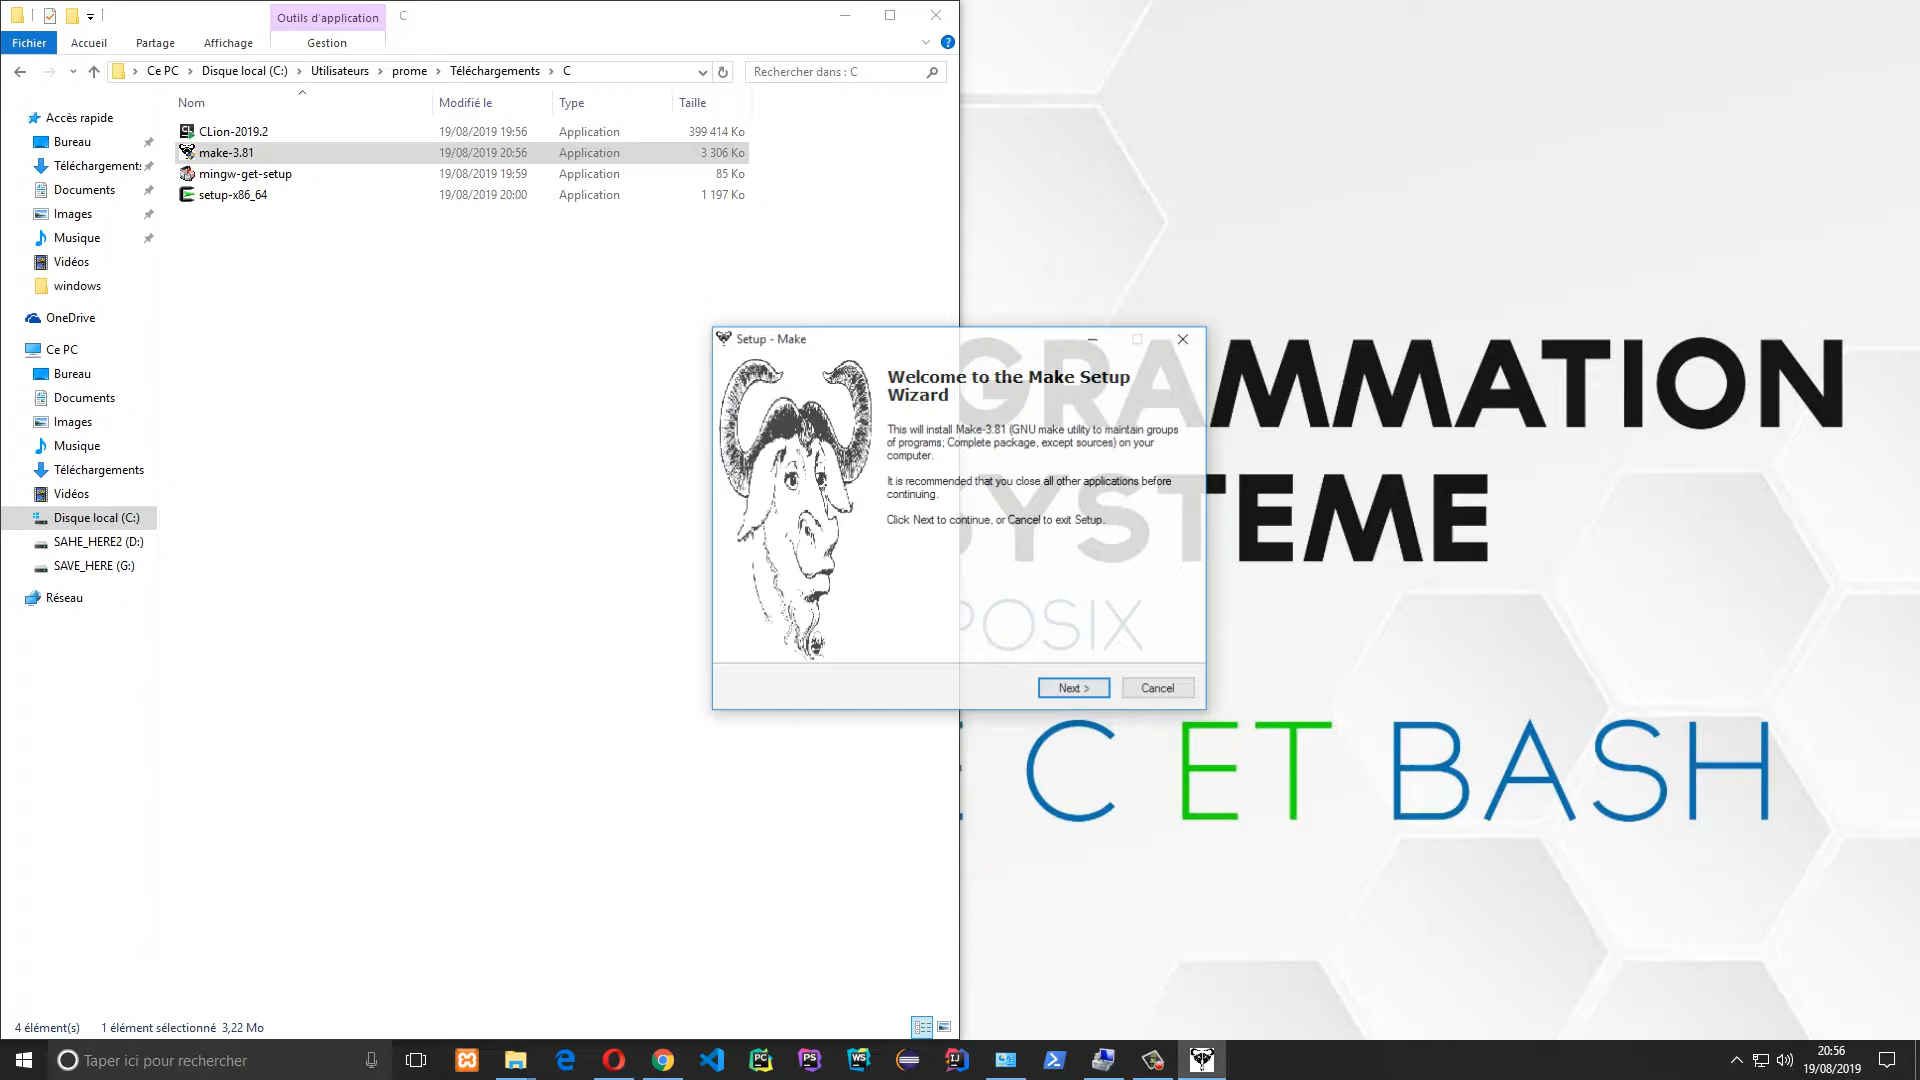 Outils d'application
C
Fichier
Accueil
Partage
Affichage
Gestion
Ce PC
Disque local (C:)
Utilisateurs
prome
Téléchargements
C
Rechercher dans : C
Nom
Modifié le
Type
Taille
CLion-2019.2 19/08/2019 19:56 Application 399 414 Ko
make-3.81 19/08/2019 20:56 Application 3 306 Ko
mingw-get-setup 19/08/2019 19:59 Application 85 Ko
setup-x86_64 19/08/2019 20:00 Application 1 197 Ko
Accès rapide
Bureau
Téléchargement
Documents
Images
Musique
Vidéos
windows
OneDrive
Ce PC
Bureau
Documents
Images
Musique
Téléchargements
Vidéos
Disque local (C:)
SAHE_HERE2 (D:)
SAVE_HERE (G:)
Réseau
Setup - Make
Welcome to the Make Setup
Wizard
This will install Make-3.81 (GNU make utility to maintain groups
of programs; Complete package, except sources) on your
computer.
It is recommended that you close all other applications before
continuing.
Click Next to continue, or Cancel to exit Setup.
Next >
Cancel
GRAMMATION
YSTEME
POSIX
C ET BASH
4 élément(s)
1 élément sélectionné 3,22 Mo
Taper ici pour rechercher
20:56
19/08/2019